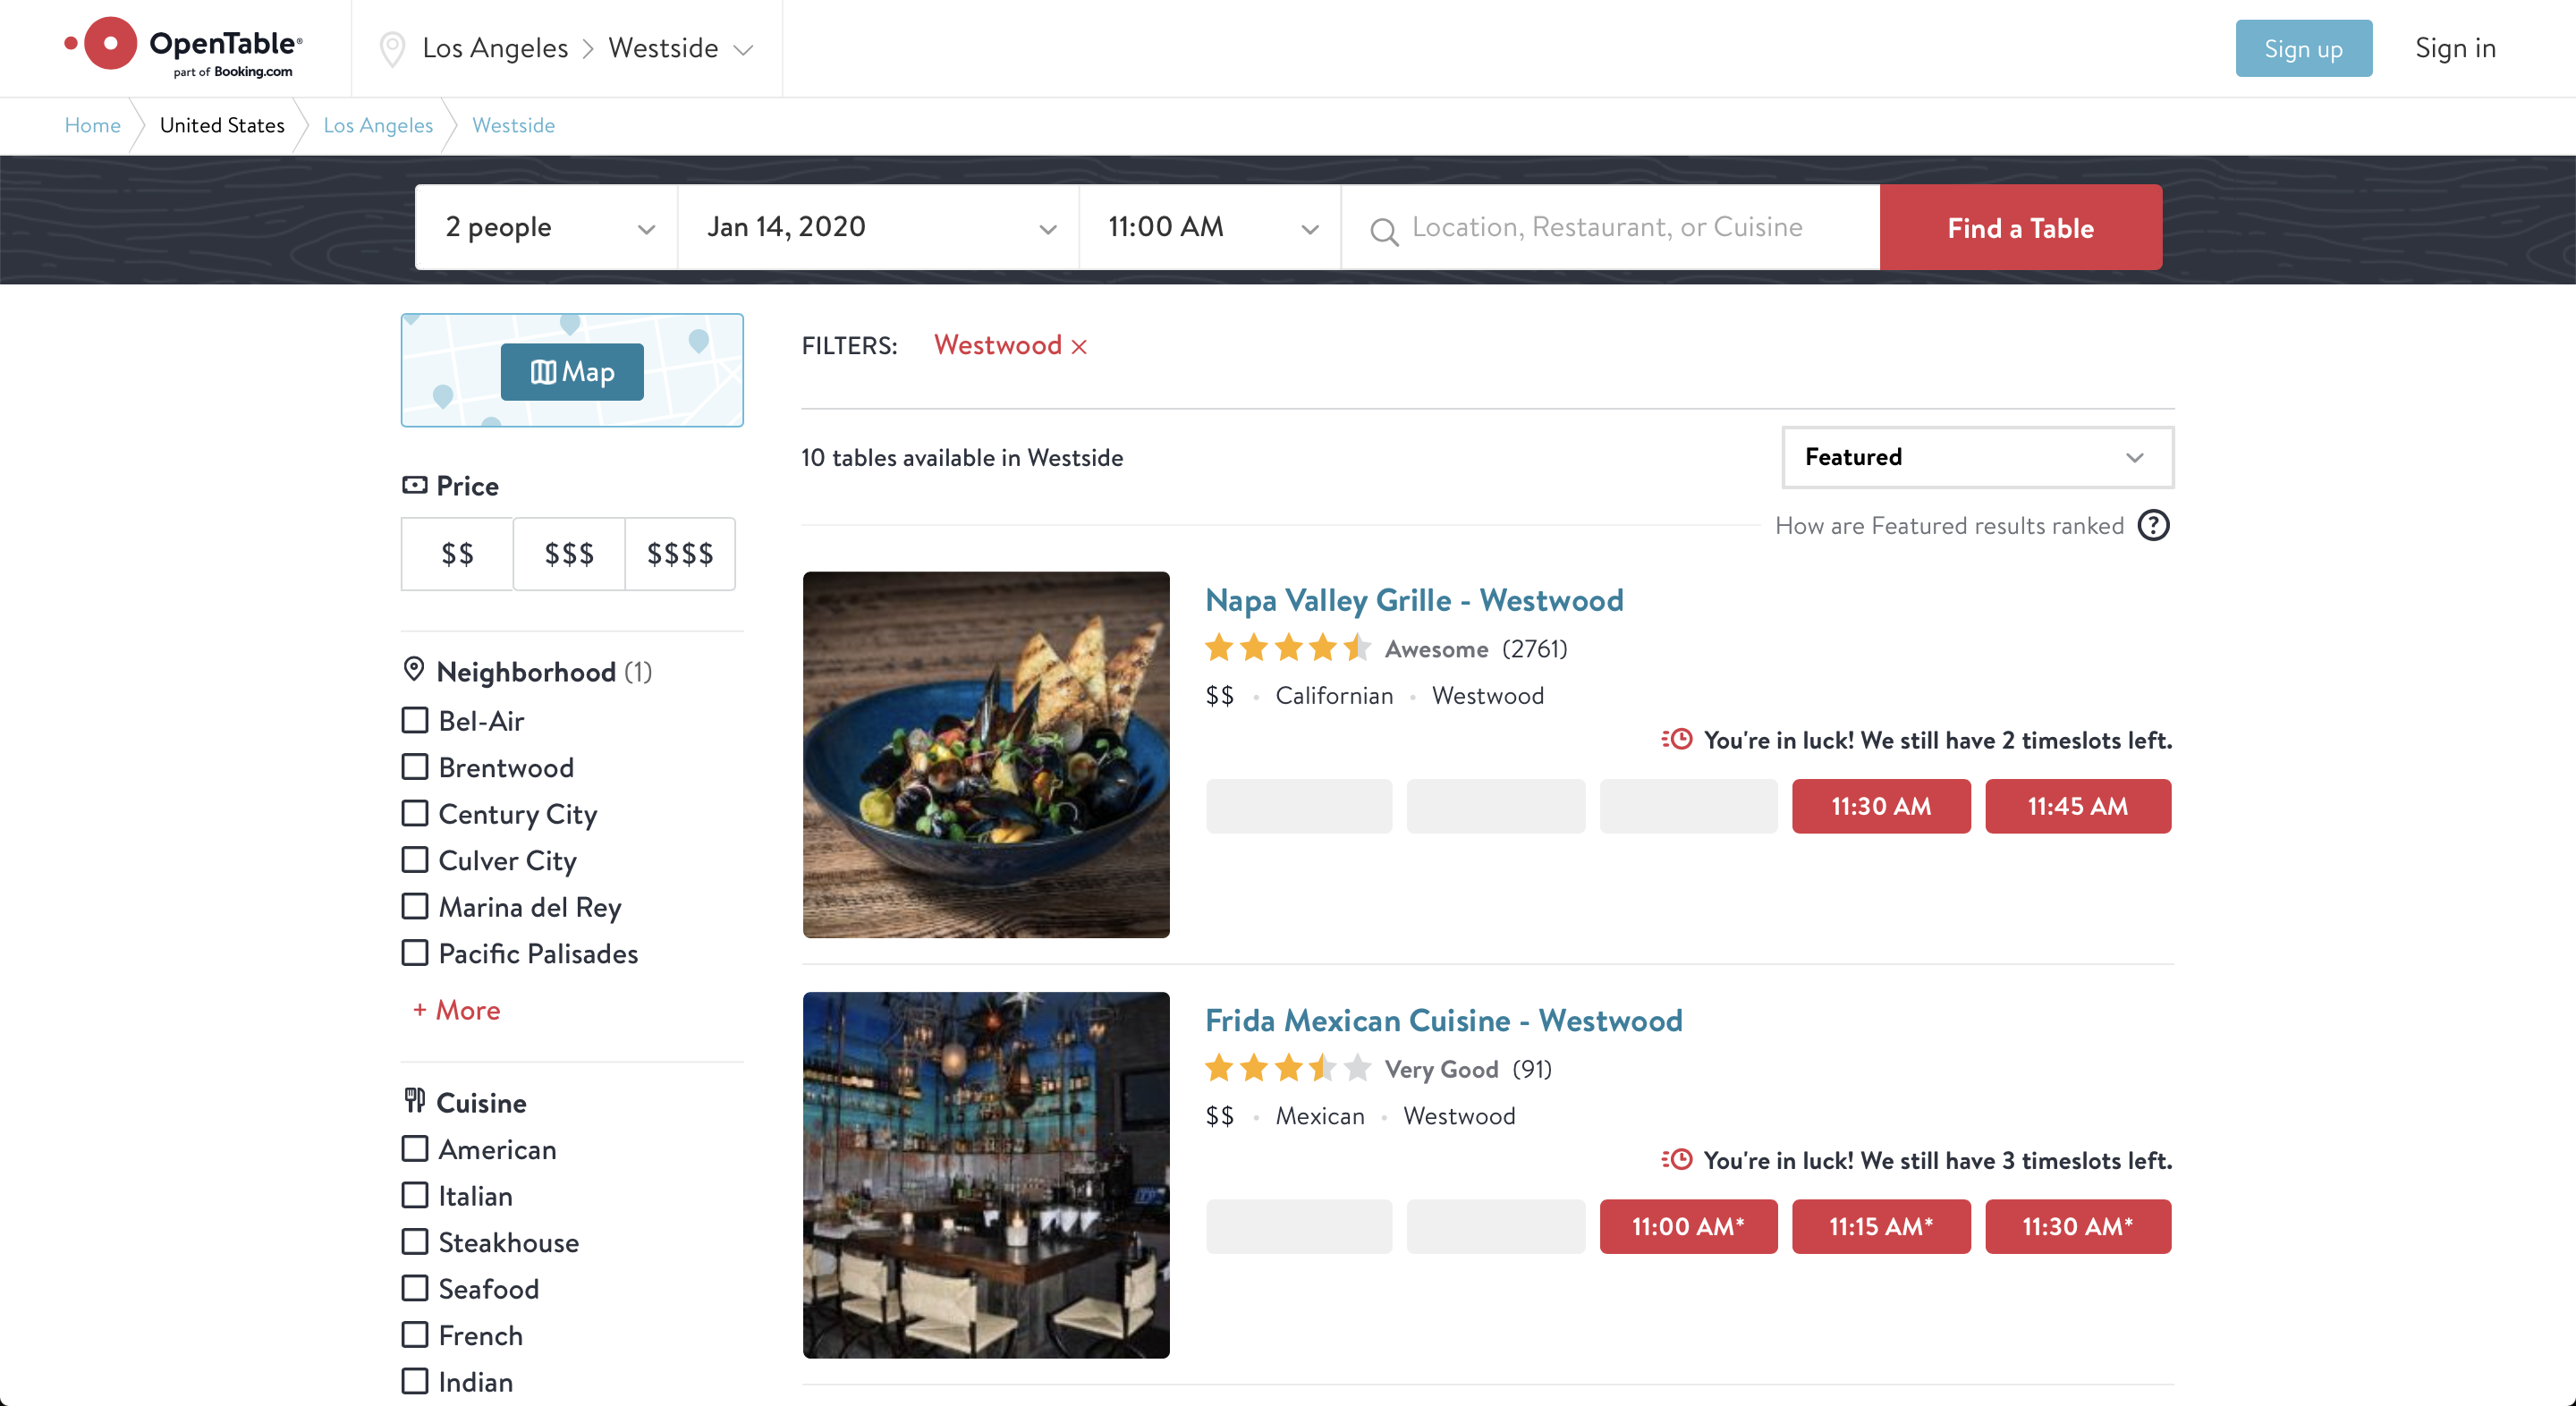 OpenTable®
part of Booking.com
Los Angeles > Westside
Sign up
Sign in
Home
United States
Los Angeles
Westside
2 people
Jan 14, 2020
11:00 AM
Location, Restaurant, or Cuisine
Find a Table
Map
Price
$$
$$$
$$$$
Neighborhood (1)
Bel-Air
Brentwood
Century City
Culver City
Marina del Rey
Pacific Palisades
+ More
Cuisine
American
Italian
Steakhouse
Seafood
French
Indian
FILTERS:
Westwood ×
10 tables available in Westside
Featured
How are Featured results ranked ?
Napa Valley Grille - Westwood
Awesome (2761)
$$ • Californian • Westwood
You're in luck! We still have 2 timeslots left.
11:30 AM
11:45 AM
Frida Mexican Cuisine - Westwood
Very Good (91)
$$ • Mexican • Westwood
You're in luck! We still have 3 timeslots left.
11:00 AM*
11:15 AM*
11:30 AM*